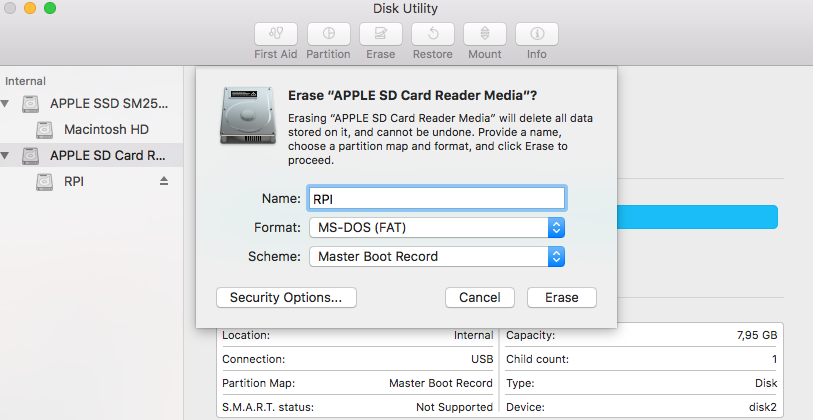 Disk Utility
First Aid
Partition
Erase
Restore
Mount
Info
Internal
APPLE SSD SM25...
Macintosh HD
APPLE SD Card R...
RPI
Erase “APPLE SD Card Reader Media”?
Erasing “APPLE SD Card Reader Media” will delete all data
stored on it, and cannot be undone. Provide a name,
choose a partition map and format, and click Erase to
proceed.
Name: RPI
Format: MS-DOS (FAT)
Scheme: Master Boot Record
Security Options...
Cancel
Erase
Location: Internal
Capacity: 7,95 GB
Connection: USB
Child count: 1
Partition Map: Master Boot Record
Type: Disk
S.M.A.R.T. status: Not Supported
Device: disk2